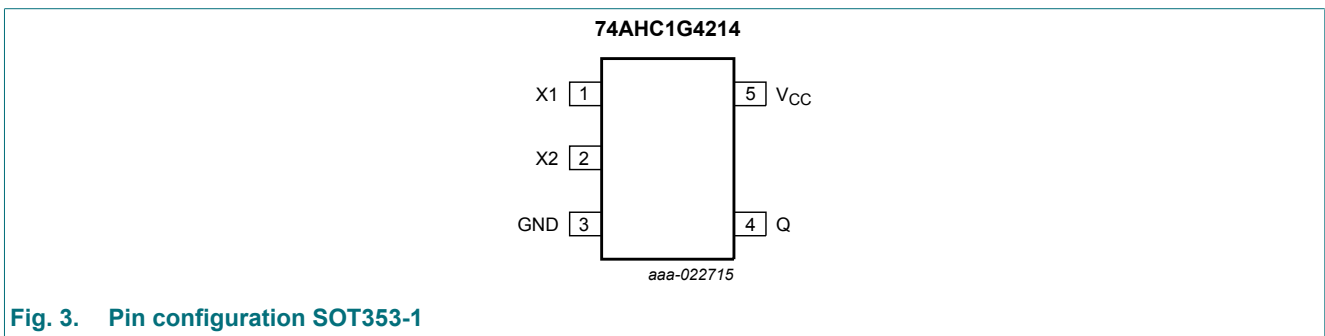 74AHC1G4214
X1 1
5 VCC
X2 2
GND 3
4 Q
aaa-022715
Fig. 3. Pin configuration SOT353-1